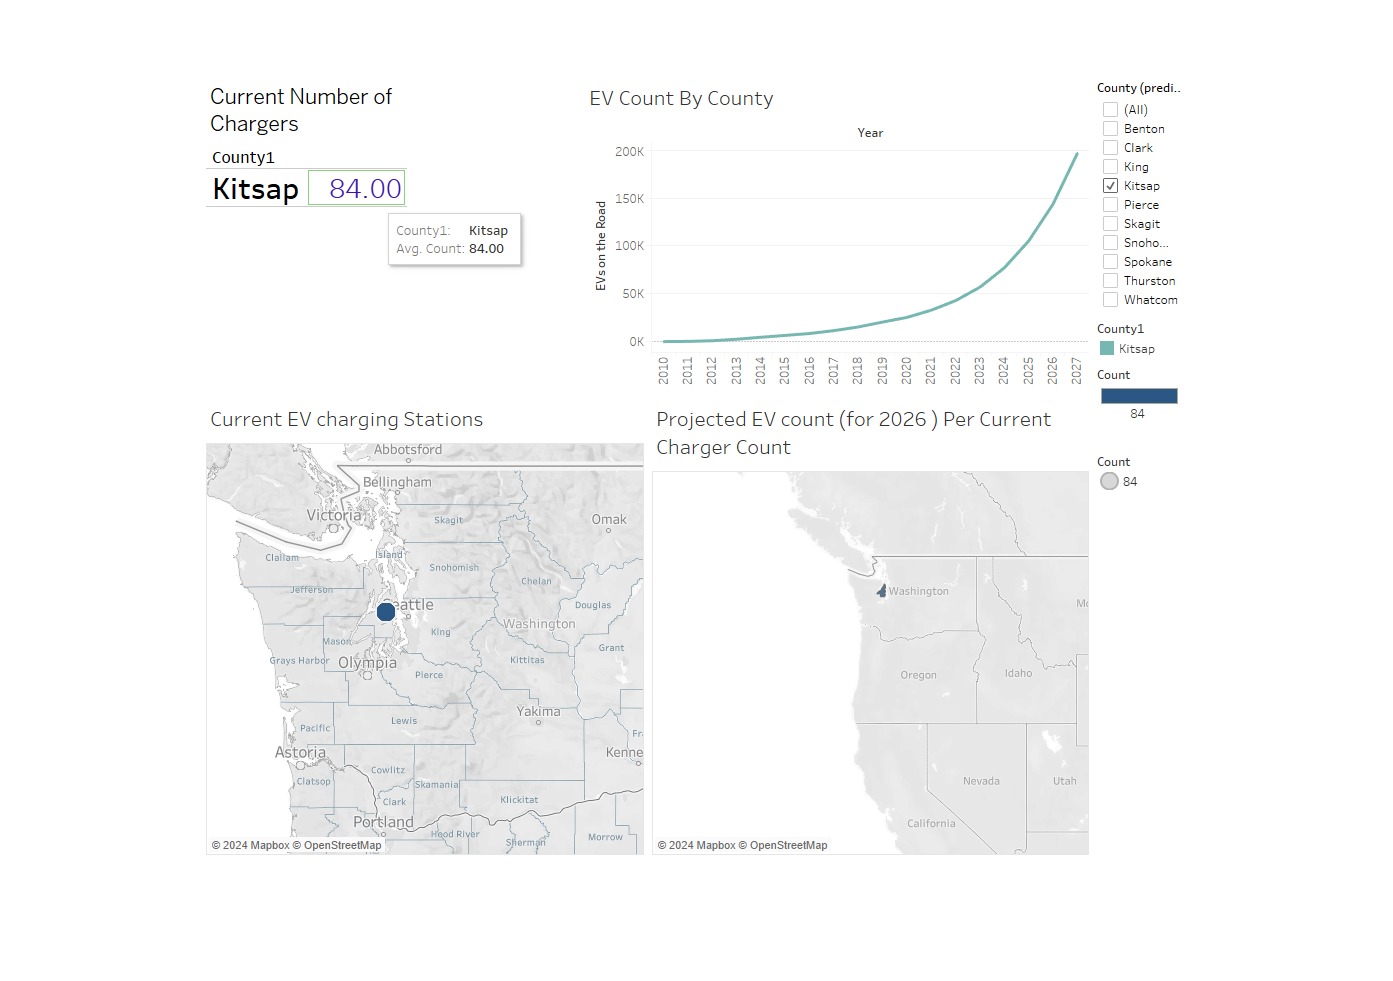 Current Number of
Chargers
County1
Kitsap 84.00
County1: Kitsap
Avg. Count: 84.00
EV Count By County
Year
EVs on the Road
200K
150K
100K
50K
0K
2010 2011 2012 2013 2014 2015 2016 2017 2018 2019 2020 2021 2022 2023 2024 2025 2026 2027
County (predi..
(All)
Benton
Clark
King
Kitsap
Pierce
Skagit
Snoho...
Spokane
Thurston
Whatcom
County1
Kitsap
Count
84
Count
84
Current EV charging Stations
Abbotsford
Bellingham
Victoria
Skagit
Omak
Clallam
Island
Snohomish
Chelan
Jefferson
Seattle
Douglas
Washington
King
Mason
Grant
Grays Harbor
Olympia
Kittitas
Pierce
Yakima
Lewis
Pacific
Fr
Astoria
Kenne
Cowlitz
Clatsop
Skamania
Clark
Klickitat
Portland
Hood River
Sherman
Morrow
© 2024 Mapbox © OpenStreetMap
Projected EV count (for 2026 ) Per Current
Charger Count
Washington
Mo
Oregon
Idaho
Nevada
Utah
California
© 2024 Mapbox © OpenStreetMap